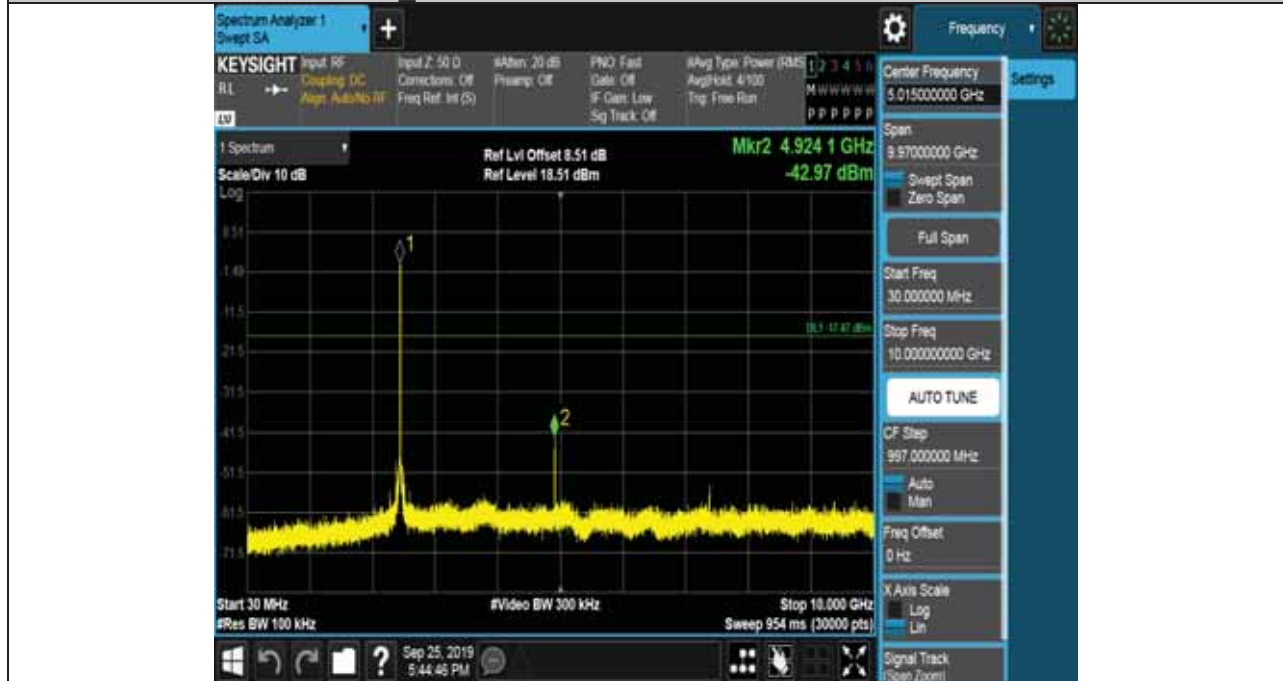 Spectrum Analyzer 1
Swept SA
+
Frequency
KEYSIGHT
RL
LV
Input: RF
Coupling: DC
Align: Auto/No RF
Input Z: 50 Ω
Corrections: Off
Freq Ref: Int (S)
#Atten: 20 dB
Preamp: Off
PNO: Fast
Gate: Off
IF Gain: Low
Sig Track: Off
#Avg Type: Power (RMS
Avg|Hold: 4/100
Trig: Free Run
1 2 3 4 5 6
M W W W W W
P P P P P P
1 Spectrum
Scale/Div 10 dB
Log
Ref Lvl Offset 8.51 dB
Ref Level 18.51 dBm
Mkr2 4.924 1 GHz
-42.97 dBm
8.51
-1.49
-11.5
-21.5
-31.5
-41.5
-51.5
-61.5
-71.5
1
2
DL1 -17.47 dBm
Start 30 MHz
#Res BW 100 kHz
#Video BW 300 kHz
Stop 10.000 GHz
Sweep 954 ms (30000 pts)
?
Sep 25, 2019
5:44:46 PM
Center Frequency
5.015000000 GHz
Settings
Span
9.97000000 GHz
Swept Span
Zero Span
Full Span
Start Freq
30.000000 MHz
Stop Freq
10.000000000 GHz
AUTO TUNE
CF Step
997.000000 MHz
Auto
Man
Freq Offset
0 Hz
X Axis Scale
Log
Lin
Signal Track
(Span Zoom)